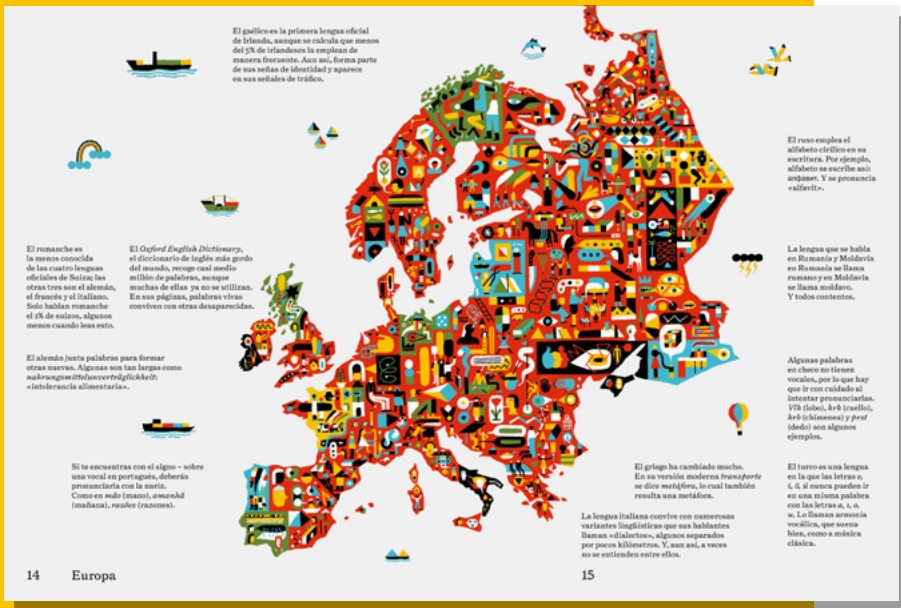 El gaélico es la primera lengua oficial
de Irlanda, aunque se calcula que menos
del 5% de irlandeses la emplean de
manera frecuente. Aun así, forma parte
de sus señas de identidad y aparece
en sus señales de tráfico.
El ruso emplea el
alfabeto cirílico en su
escritura. Por ejemplo,
alfabeto se escribe así:
алфавит. Y se pronuncia
«alfavit».
El romanche es
la menos conocida
de las cuatro lenguas
oficiales de Suiza; las
otras tres son el alemán,
el francés y el italiano.
Solo hablan romanche
el 1% de suizos, algunos
menos cuando leas esto.
El Oxford English Dictionary,
el diccionario de inglés más gordo
del mundo, recoge casi medio
millón de palabras, aunque
muchas de ellas ya no se utilizan.
En sus páginas, palabras vivas
conviven con otras desaparecidas.
La lengua que se habla
en Rumanía y Moldavia
en Rumanía se llama
rumano y en Moldavia
se llama moldavo.
Y todos contentos.
El alemán junta palabras para formar
otras nuevas. Algunas son tan largas como
nahrungsmittelunverträglichkeit:
«intolerancia alimentaria».
Algunas palabras
en checo no tienen
vocales, por lo que hay
que ir con cuidado al
intentar pronunciarlas.
Vlk (lobo), krk (cuello),
krb (chimenea) y prst
(dedo) son algunos
ejemplos.
Si te encuentras con el signo ~ sobre
una vocal en portugués, deberás
pronunciarla con la nariz.
Como en mão (mano), amanhã
(mañana), razões (razones).
El griego ha cambiado mucho.
En su versión moderna transporte
se dice metáfora, lo cual también
resulta una metáfora.
La lengua italiana convive con numerosas
variantes lingüísticas que sus hablantes
llaman «dialectos», algunos separados
por pocos kilómetros. Y, aun así, a veces
no se entienden entre ellos.
El turco es una lengua
en la que las letras e,
i, ö, ü nunca pueden ir
en una misma palabra
con las letras a, ı, o,
u. Lo llaman armonía
vocálica, que suena
bien, como a música
clásica.
14 Europa
15